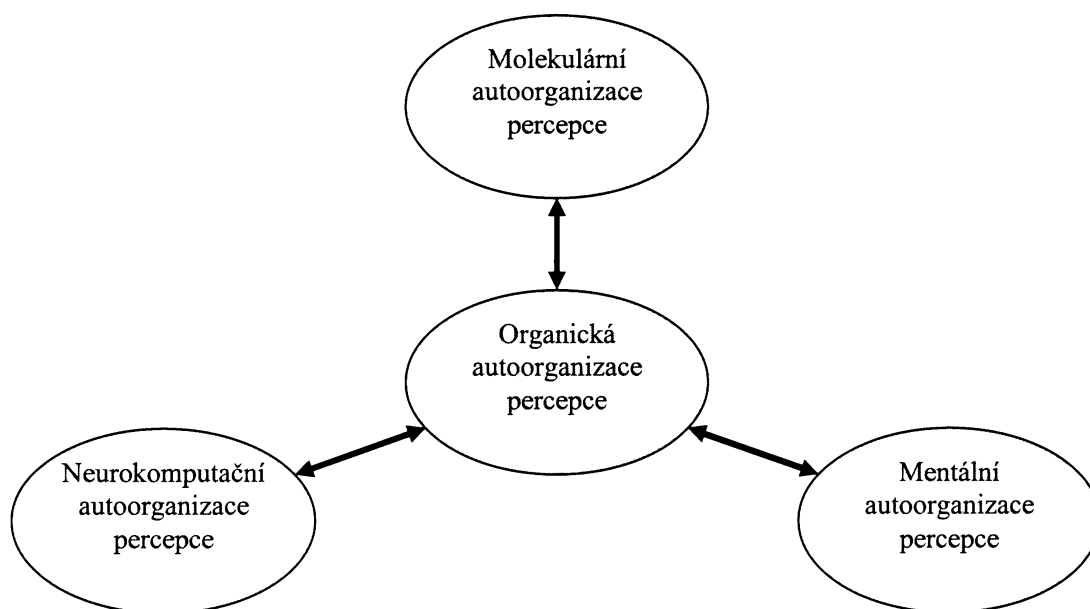 Molekulární
autoorganizace
percepce
Organická
autoorganizace
percepce
Neurokomputační
autoorganizace
percepce
Mentální
autoorganizace
percepce